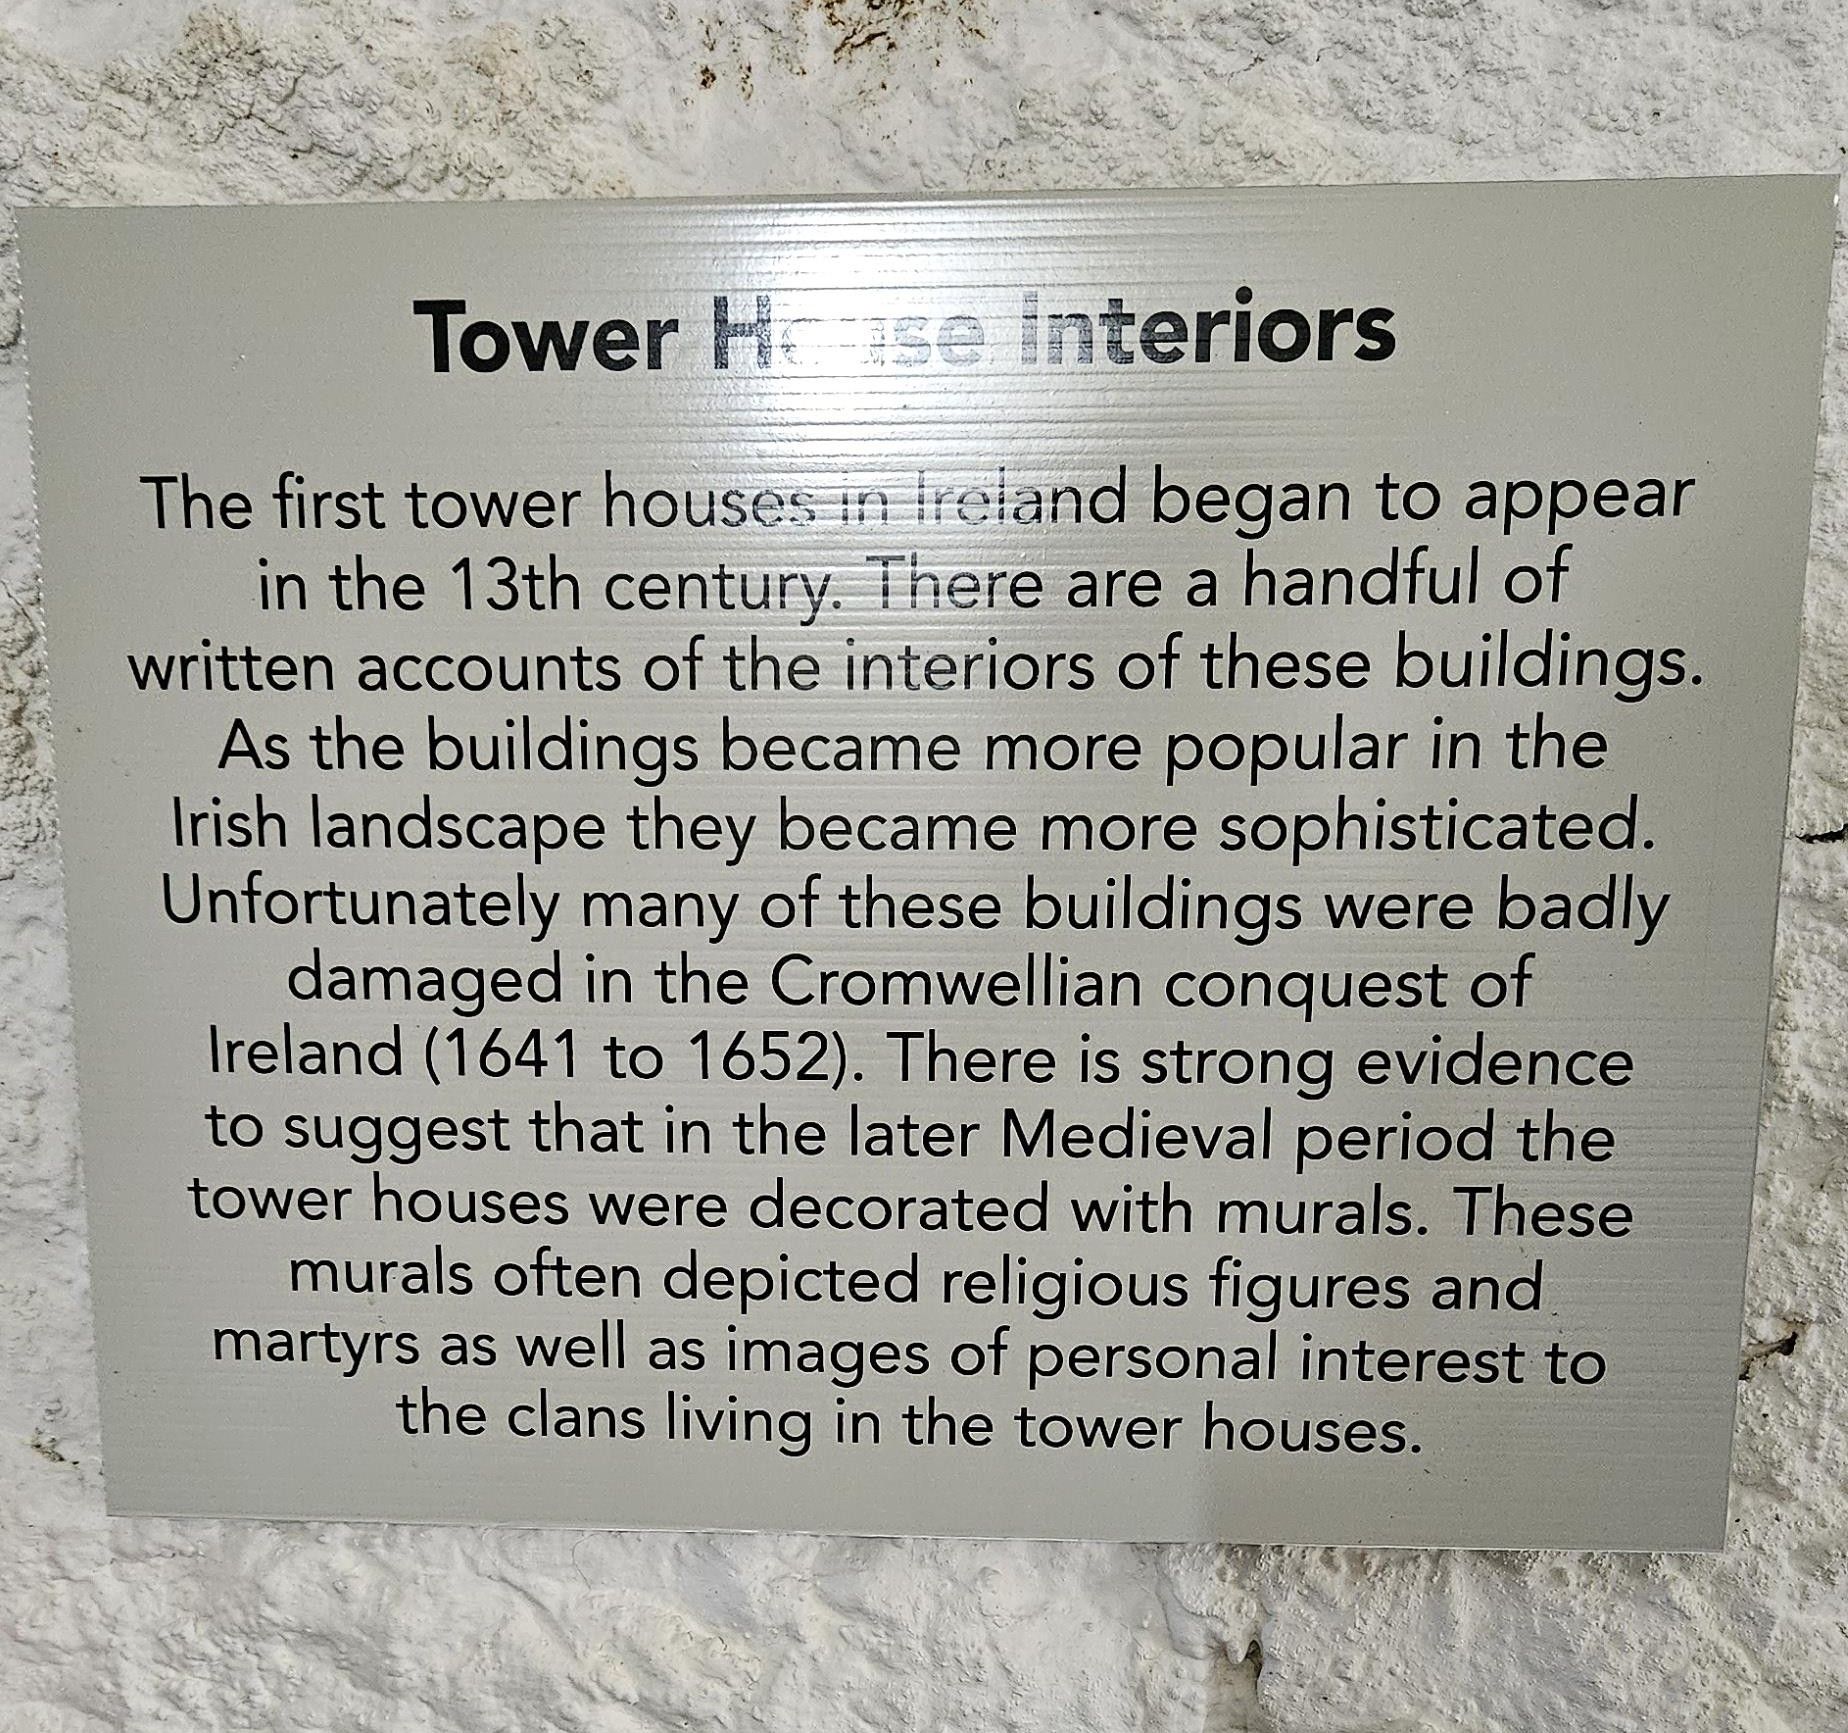 Tower House Interiors
The first tower houses in Ireland began to appear
in the 13th century. There are a handful of
written accounts of the interiors of these buildings.
As the buildings became more popular in the
Irish landscape they became more sophisticated.
Unfortunately many of these buildings were badly
damaged in the Cromwellian conquest of
Ireland (1641 to 1652). There is strong evidence
to suggest that in the later Medieval period the
tower houses were decorated with murals. These
murals often depicted religious figures and
martyrs as well as images of personal interest to
the clans living in the tower houses.